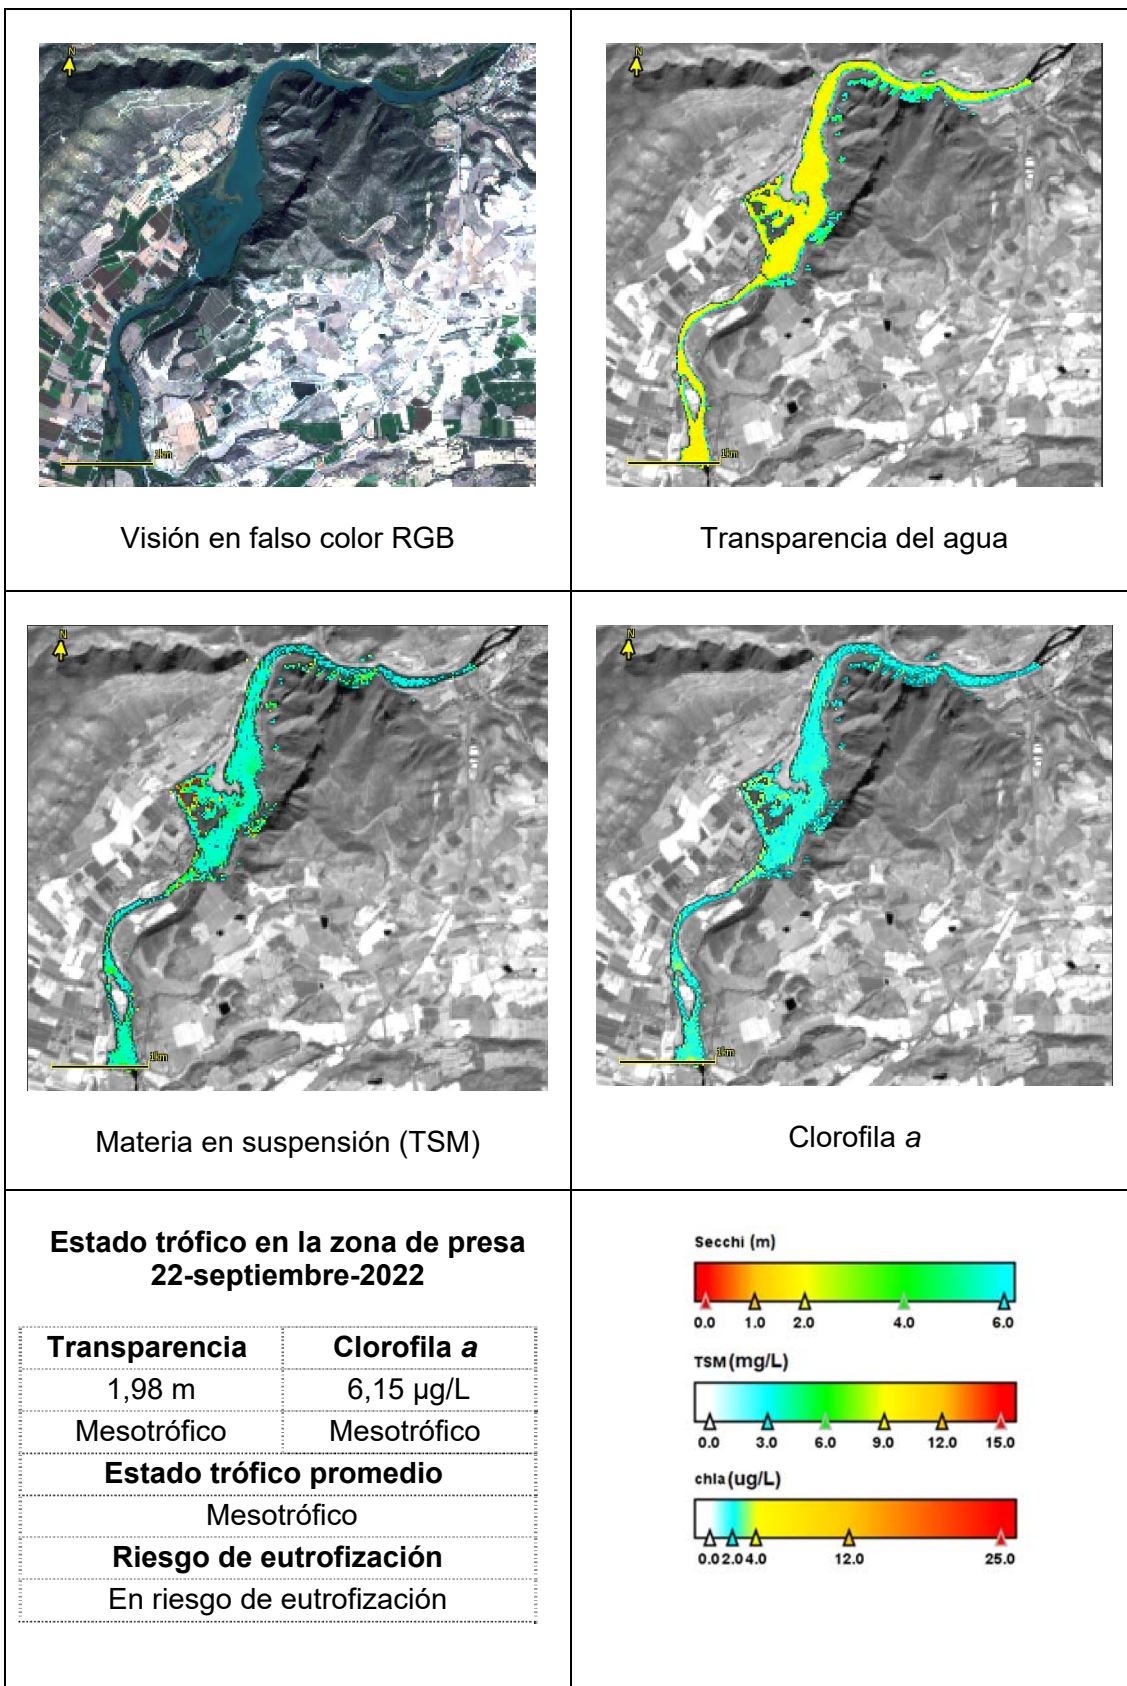 N
1km
Visión en falso color RGB
N
1km
Transparencia del agua
N
1km
Materia en suspensión (TSM)
N
1km
Clorofila a
Estado trófico en la zona de presa
22-septiembre-2022
Transparencia Clorofila a
1,98 m 6,15 µg/L
Mesotrófico Mesotrófico
Estado trófico promedio
Mesotrófico
Riesgo de eutrofización
En riesgo de eutrofización
Secchi (m)
0.0 1.0 2.0 4.0 6.0
TSM (mg/L)
0.0 3.0 6.0 9.0 12.0 15.0
chla (ug/L)
0.0 2.0 4.0 12.0 25.0